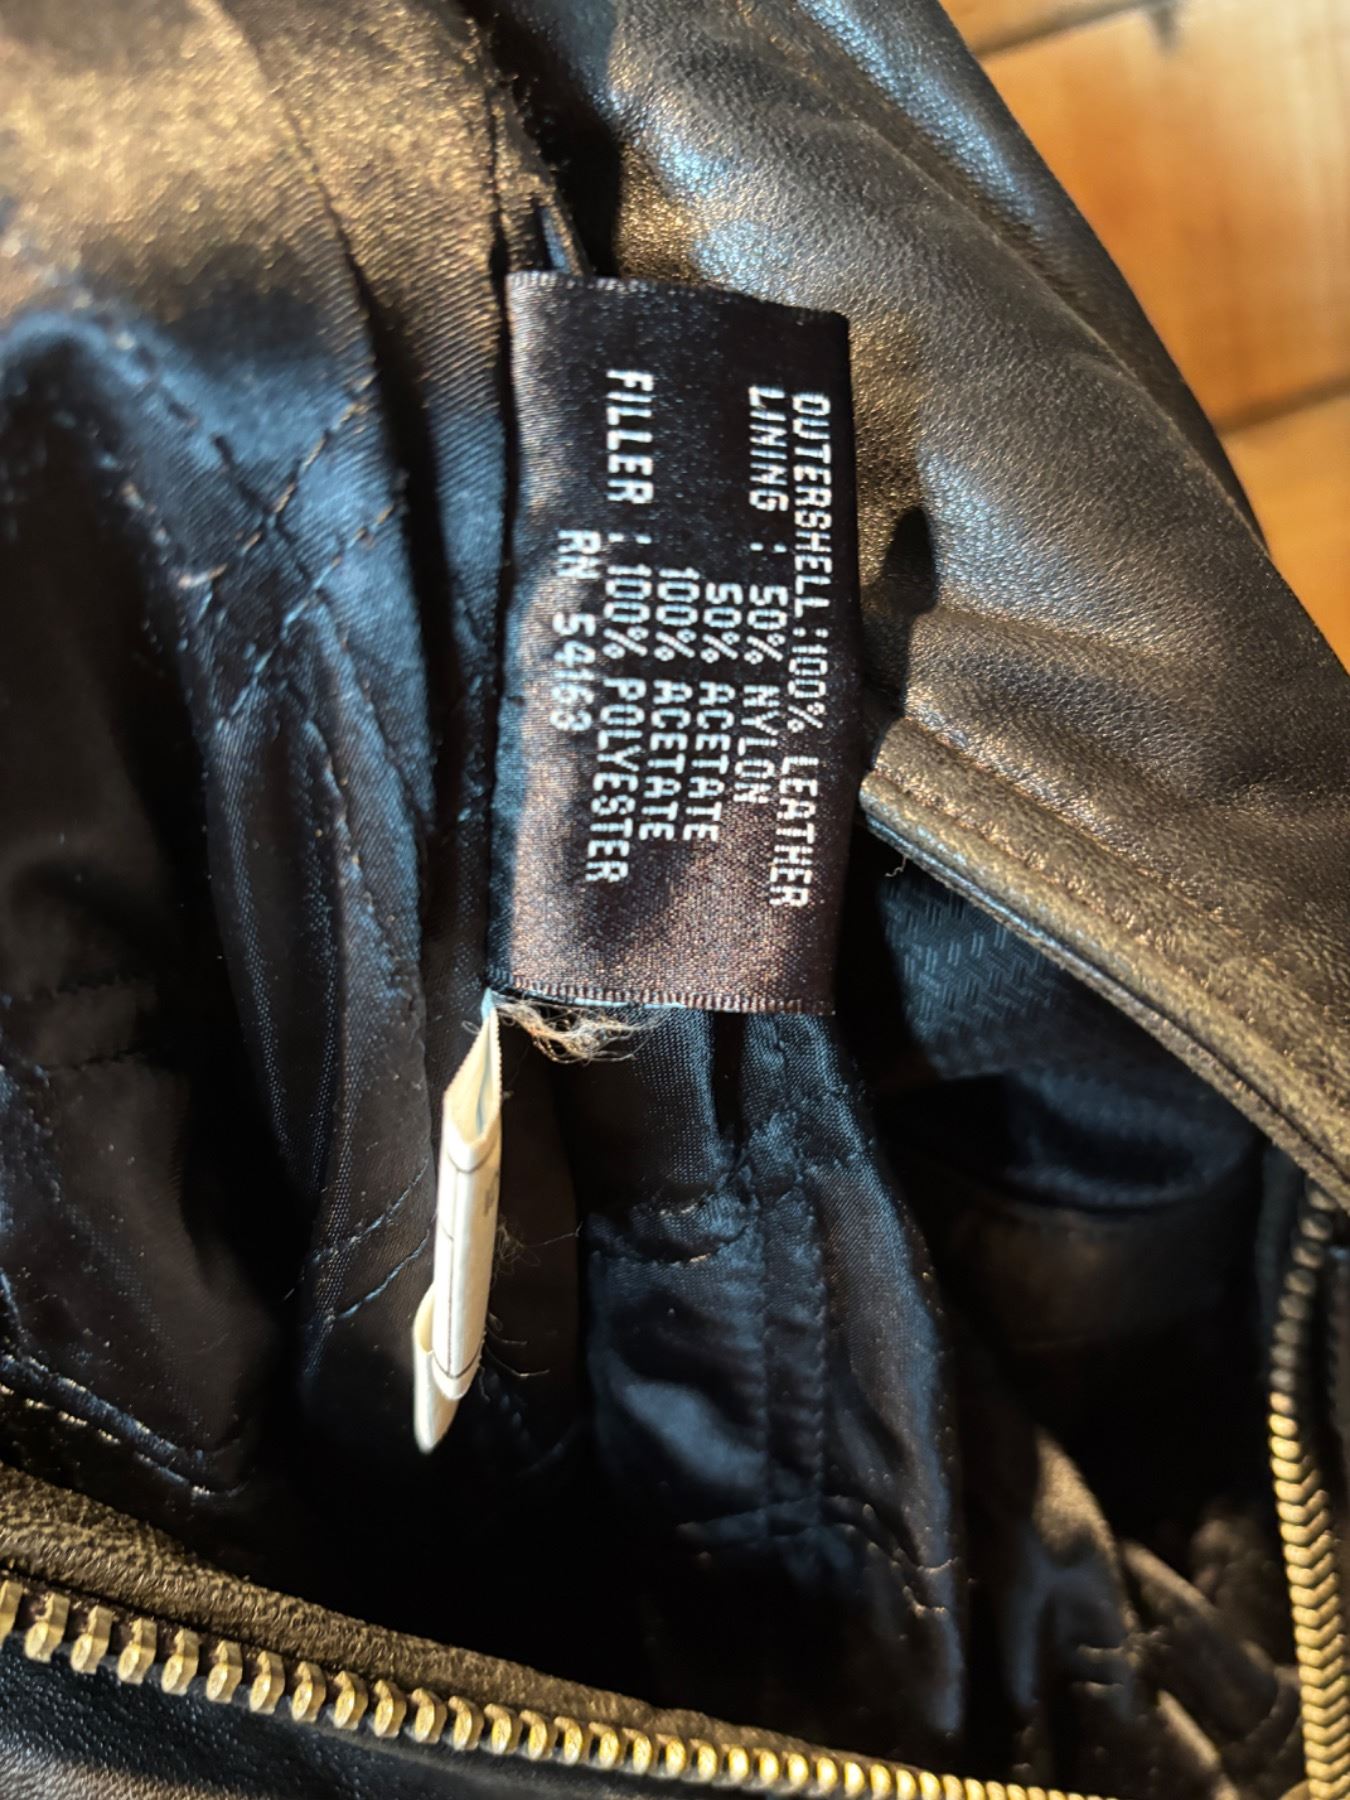 OUTERSHELL:100% LEATHER
LINING : 50% NYLON
50% ACETATE
100% ACETATE
FILLER : 100% POLYESTER
RN 54163